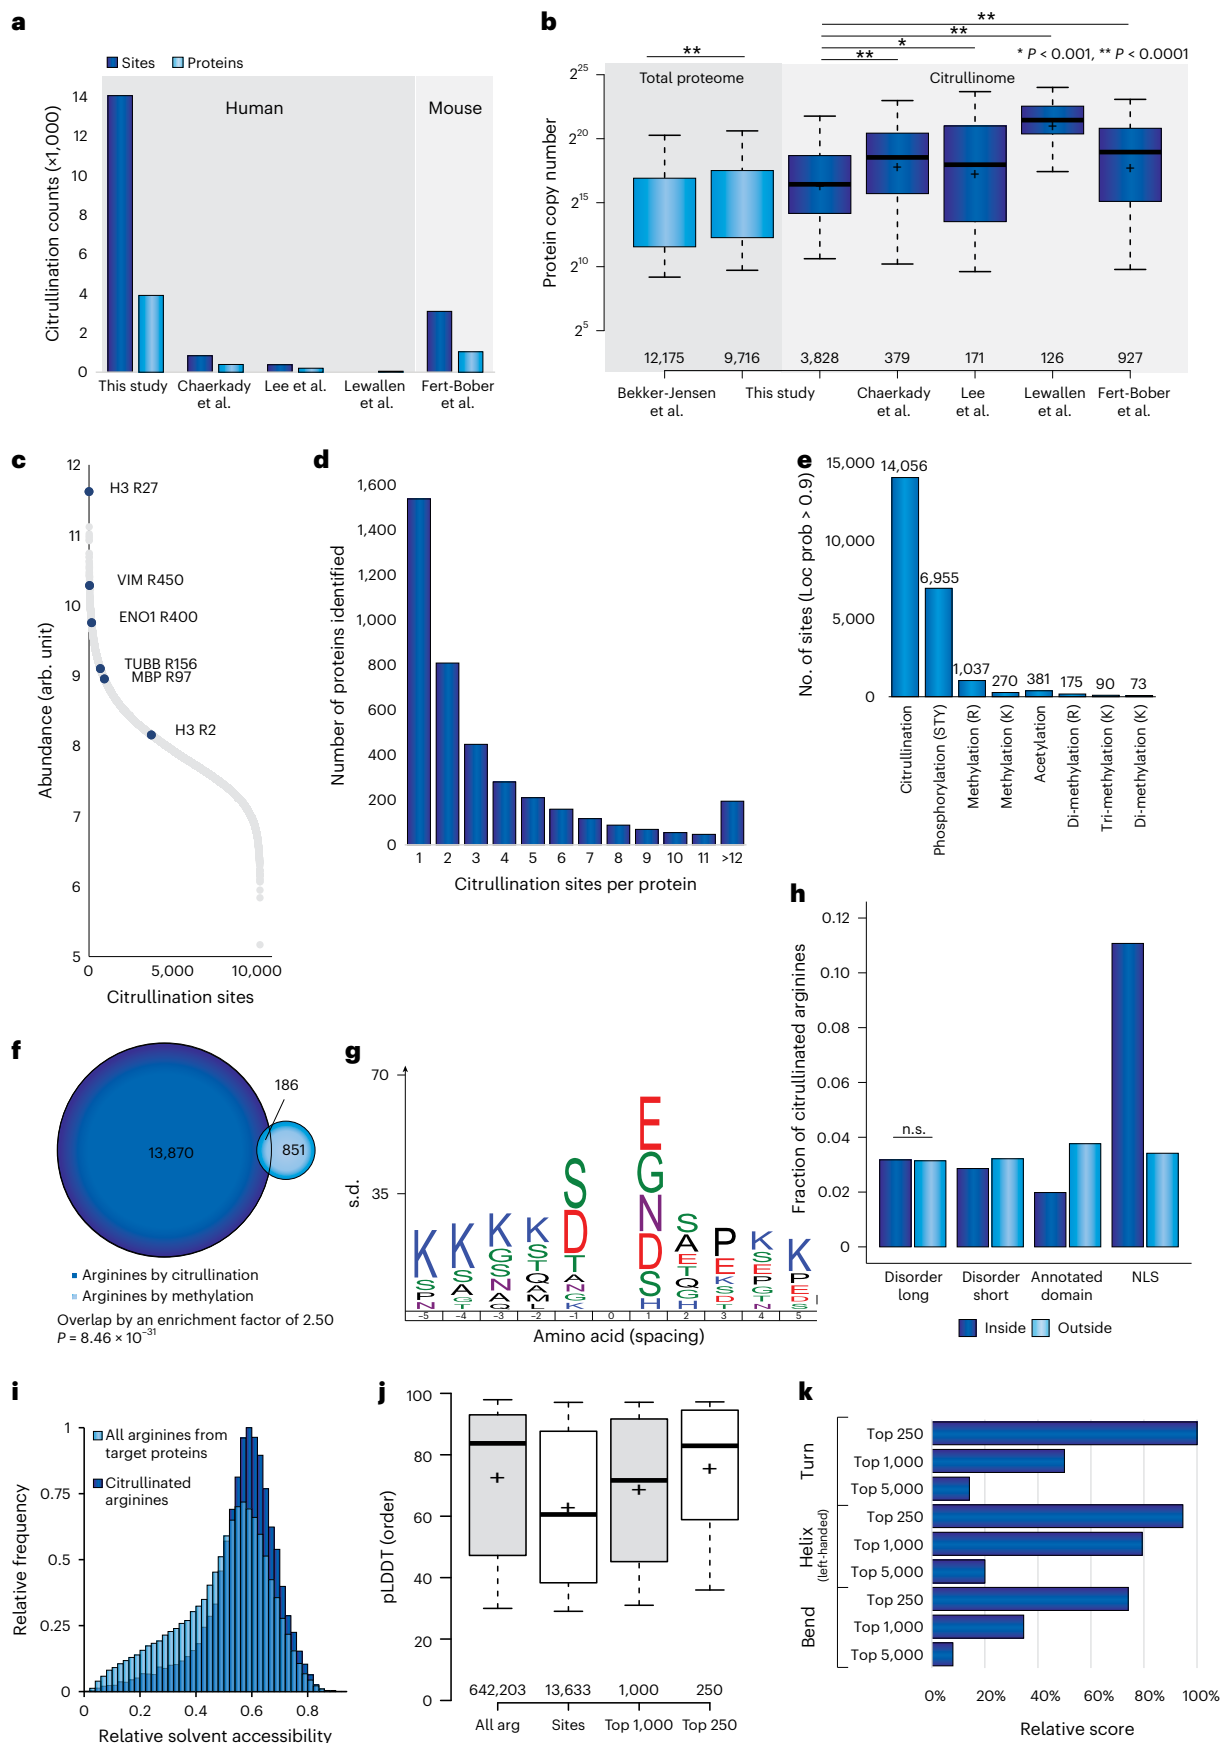 a
Sites Proteins
Citrullination counts (×1,000)
Human
Mouse
14
12
10
8
6
4
2
0
This study
Chaerkady et al.
Lee et al.
Lewallen et al.
Fert-Bober et al.
b
**
**
**
*
**
* P < 0.001, ** P < 0.0001
Total proteome
Citrullinome
Protein copy number
2^25
2^20
2^15
2^10
2^5
12,175 9,716 3,828 379 171 126 927
Bekker-Jensen et al.
This study
Chaerkady et al.
Lee et al.
Lewallen et al.
Fert-Bober et al.
c
Abundance (arb. unit)
12
11
10
9
8
7
6
5
H3 R27
VIM R450
ENO1 R400
TUBB R156
MBP R97
H3 R2
0 5,000 10,000
Citrullination sites
d
Number of proteins identified
1,600
1,400
1,200
1,000
800
600
400
200
0
1 2 3 4 5 6 7 8 9 10 11 >12
Citrullination sites per protein
e
No. of sites (Loc prob > 0.9)
15,000
10,000
5,000
0
14,056
6,955
1,037
270
381
175
90
73
Citrullination
Phosphorylation (STY)
Methylation (R)
Methylation (K)
Acetylation
Di-methylation (R)
Tri-methylation (K)
Di-methylation (K)
f
186
13,870
851
Arginines by citrullination
Arginines by methylation
Overlap by an enrichment factor of 2.50
P = 8.46 × 10^−31
g
s.d.
70
35
K S P N
K S A G T
K G S N A Q
K S T Q A M L
S D T A N G K
E G N D S H
S A E T Q G H
P E K S D T
K S E P G T N
K P E D S
−5 −4 −3 −2 −1 0 1 2 3 4 5
Amino acid (spacing)
h
Fraction of citrullinated arginines
0.12
0.10
0.08
0.06
0.04
0.02
0
n.s.
Disorder long
Disorder short
Annotated domain
NLS
Inside Outside
i
Relative frequency
1
0.75
0.5
0.25
0
All arginines from
target proteins
Citrullinated
arginines
0 0.2 0.4 0.6 0.8
Relative solvent accessibility
j
pLDDT (order)
100
80
60
40
20
0
642,203 13,633 1,000 250
All arg Sites Top 1,000 Top 250
k
Turn
Top 250
Top 1,000
Top 5,000
Helix
(left-handed)
Top 250
Top 1,000
Top 5,000
Bend
Top 250
Top 1,000
Top 5,000
0% 20% 40% 60% 80% 100%
Relative score